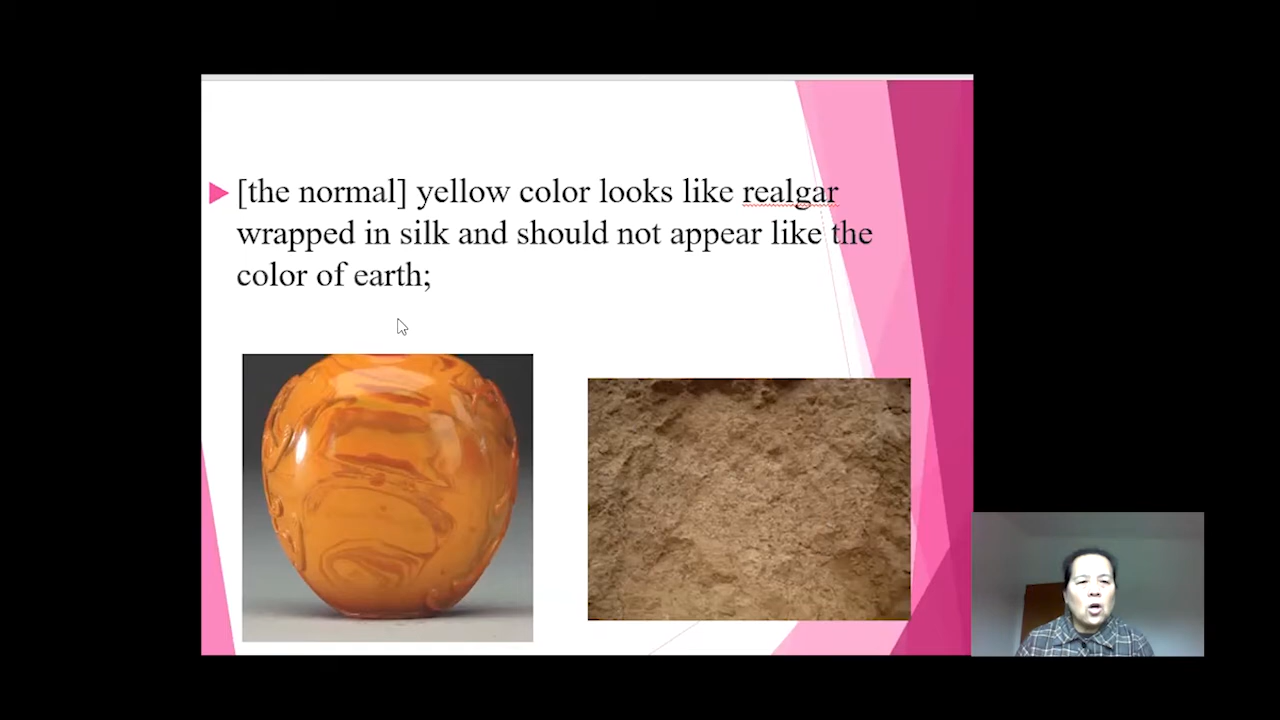 [the normal] yellow color looks like realgar
wrapped in silk and should not appear like the
color of earth;